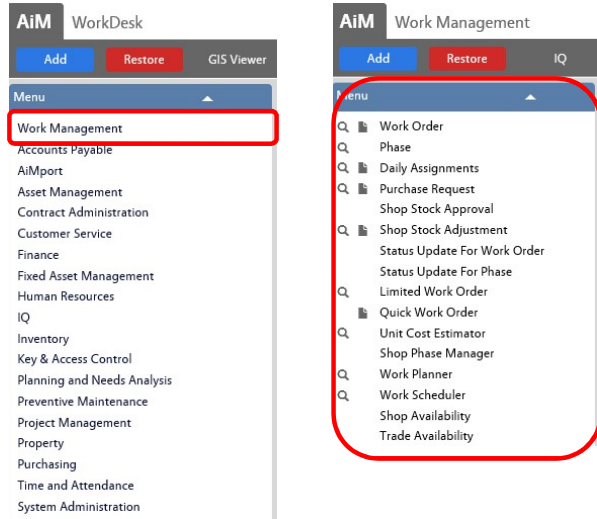 AiM WorkDesk
Add Restore GIS Viewer
Menu
Work Management
Accounts Payable
AiMport
Asset Management
Contract Administration
Customer Service
Finance
Fixed Asset Management
Human Resources
IQ
Inventory
Key & Access Control
Planning and Needs Analysis
Preventive Maintenance
Project Management
Property
Purchasing
Time and Attendance
System Administration
AiM Work Management
Add Restore IQ
Menu
Work Order
Phase
Daily Assignments
Purchase Request
Shop Stock Approval
Shop Stock Adjustment
Status Update For Work Order
Status Update For Phase
Limited Work Order
Quick Work Order
Unit Cost Estimator
Shop Phase Manager
Work Planner
Work Scheduler
Shop Availability
Trade Availability